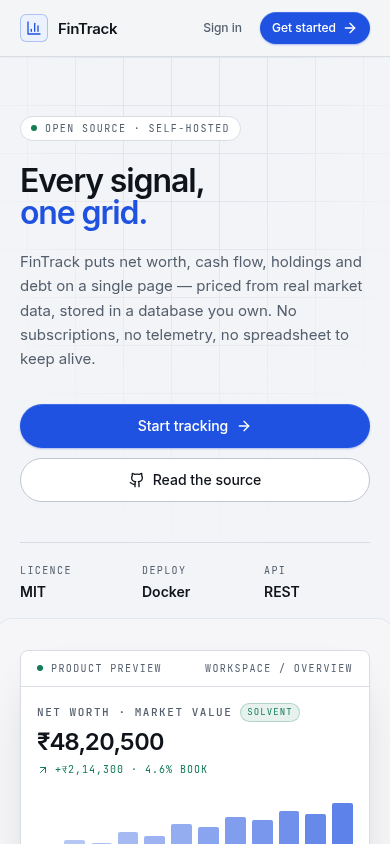 FinTrack
Sign in
Get started
OPEN SOURCE · SELF-HOSTED
Every signal,
one grid.
FinTrack puts net worth, cash flow, holdings and
debt on a single page — priced from real market
data, stored in a database you own. No
subscriptions, no telemetry, no spreadsheet to
keep alive.
Start tracking
Read the source
LICENCE DEPLOY API
MIT Docker REST
PRODUCT PREVIEW WORKSPACE / OVERVIEW
NET WORTH · MARKET VALUE SOLVENT
₹48,20,500
+₹2,14,300 · 4.6% BOOK